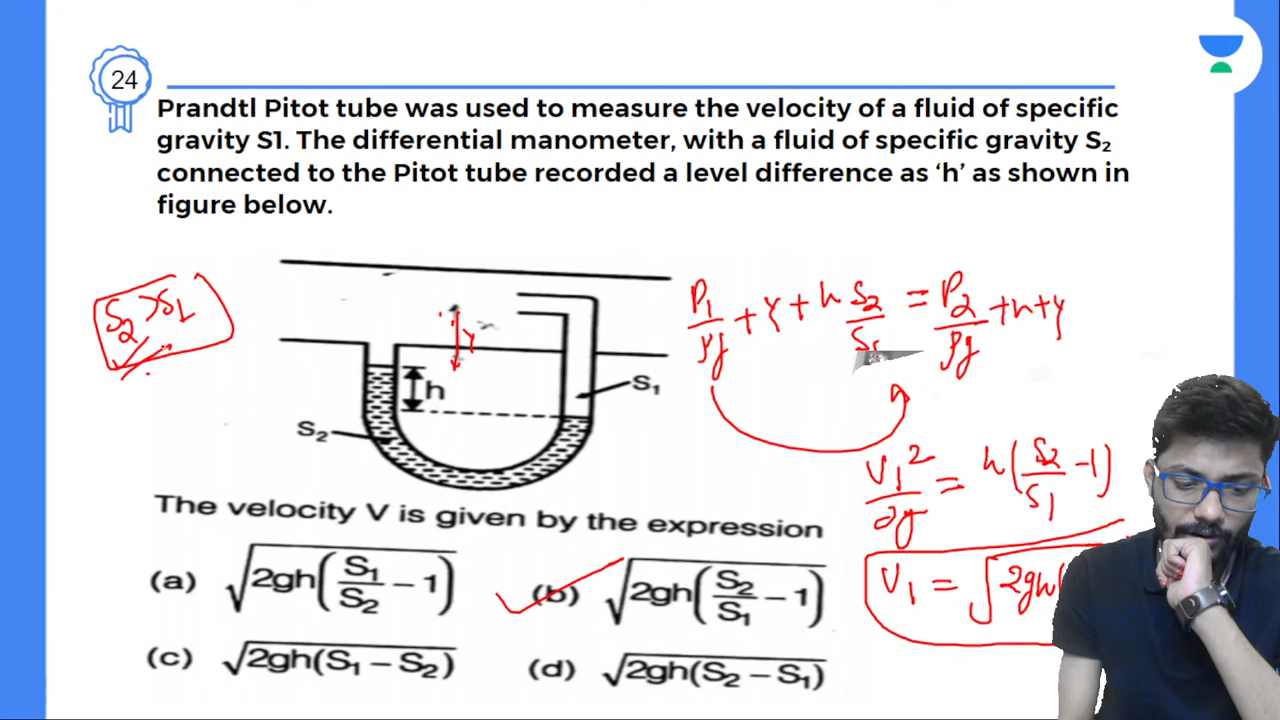 24
Prandtl Pitot tube was used to measure the velocity of a fluid of specific
gravity S1. The differential manometer, with a fluid of specific gravity S₂
connected to the Pitot tube recorded a level difference as ‘h’ as shown in
figure below.
S₂>S₁
y
P₁/ρg + y + h S₂/S₁ = P₂/ρg + h + y
h
S₁
S₂
V₁²/2g = h(S₂/S₁ -1)
The velocity V is given by the expression
(a) √(2gh(S₁/S₂ − 1))
(b) √(2gh(S₂/S₁ − 1))
V₁ = √2gh(
(c) √(2gh(S₁ − S₂))
(d) √(2gh(S₂ − S₁))